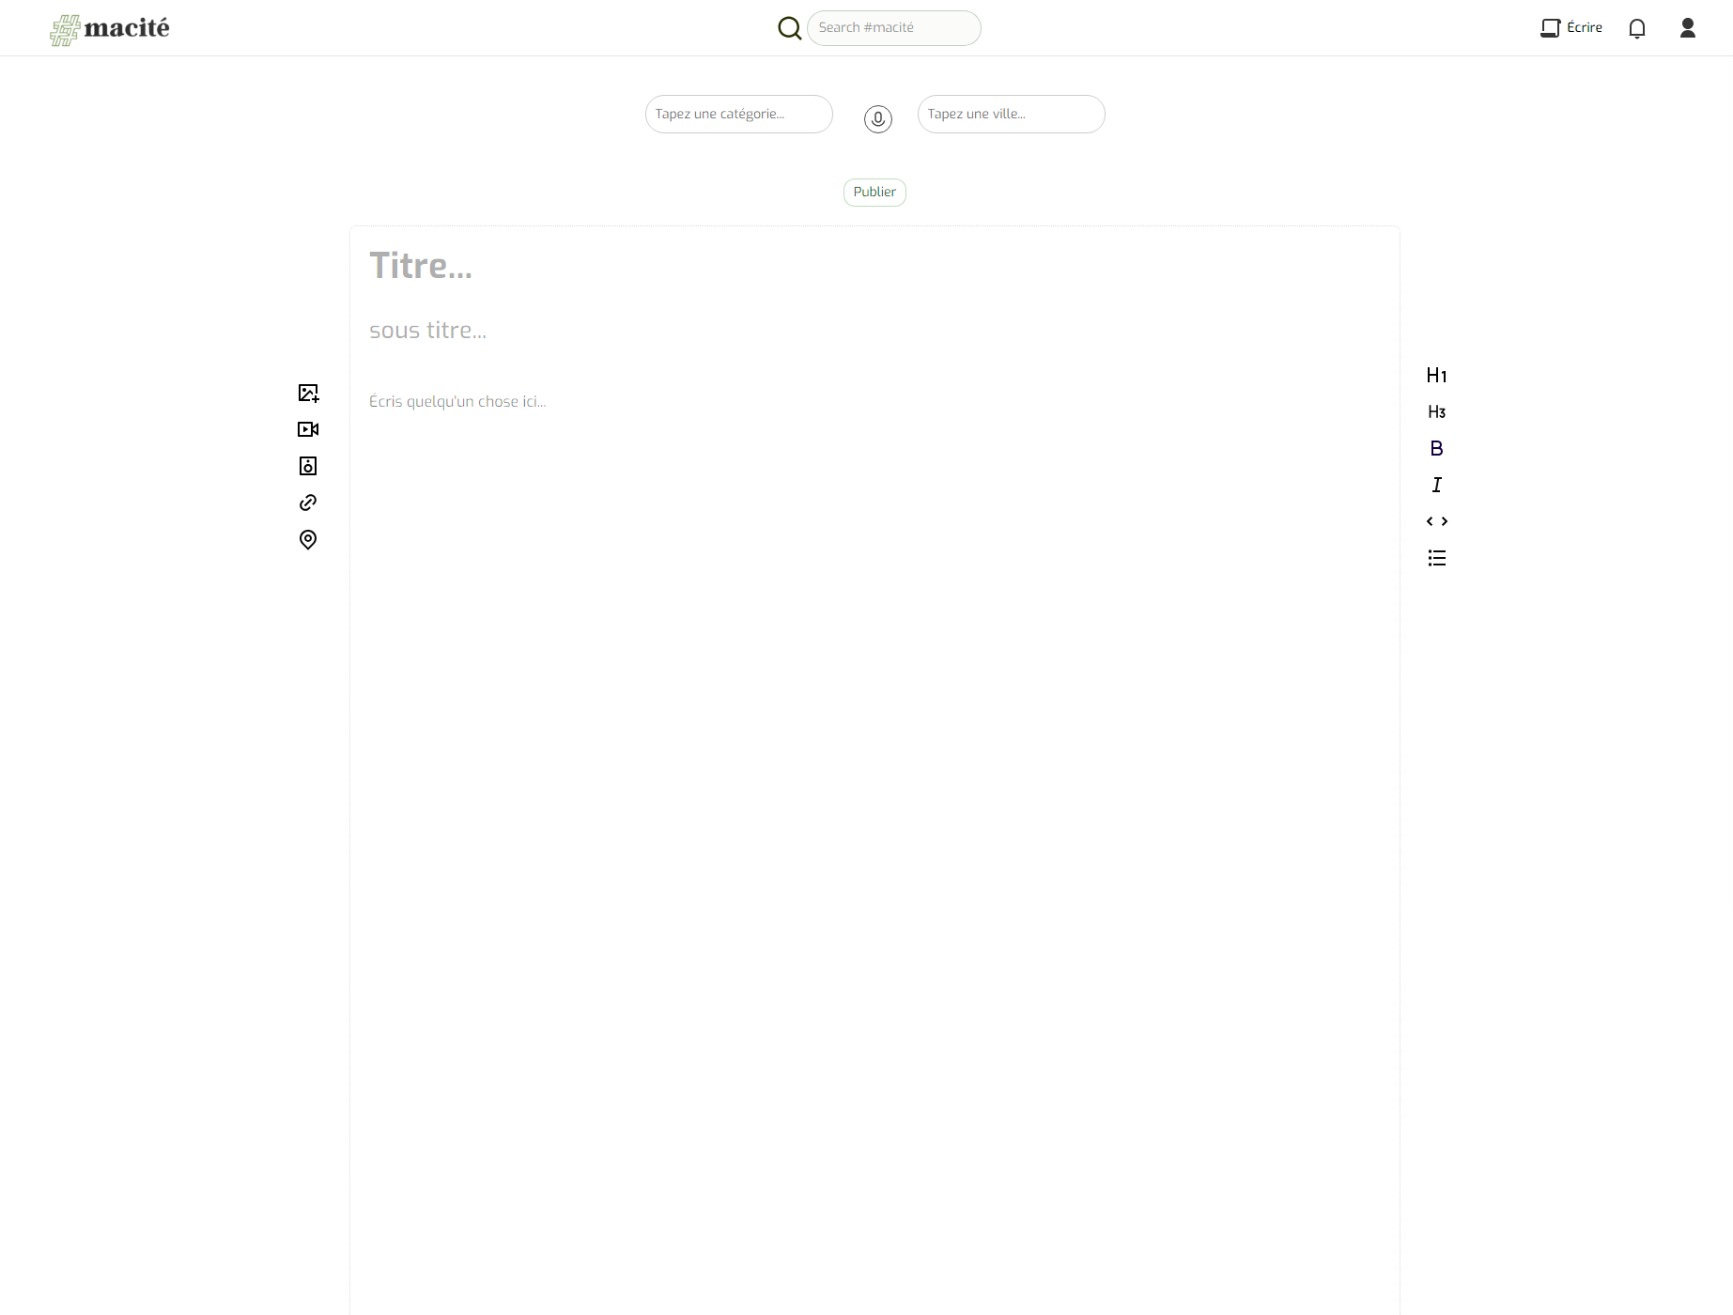 #macité
Search #macité
Écrire
Tapez une catégorie...
Tapez une ville...
Publier
Titre...
sous titre...
Écris quelqu'un chose ici...
H1
H3
B
I